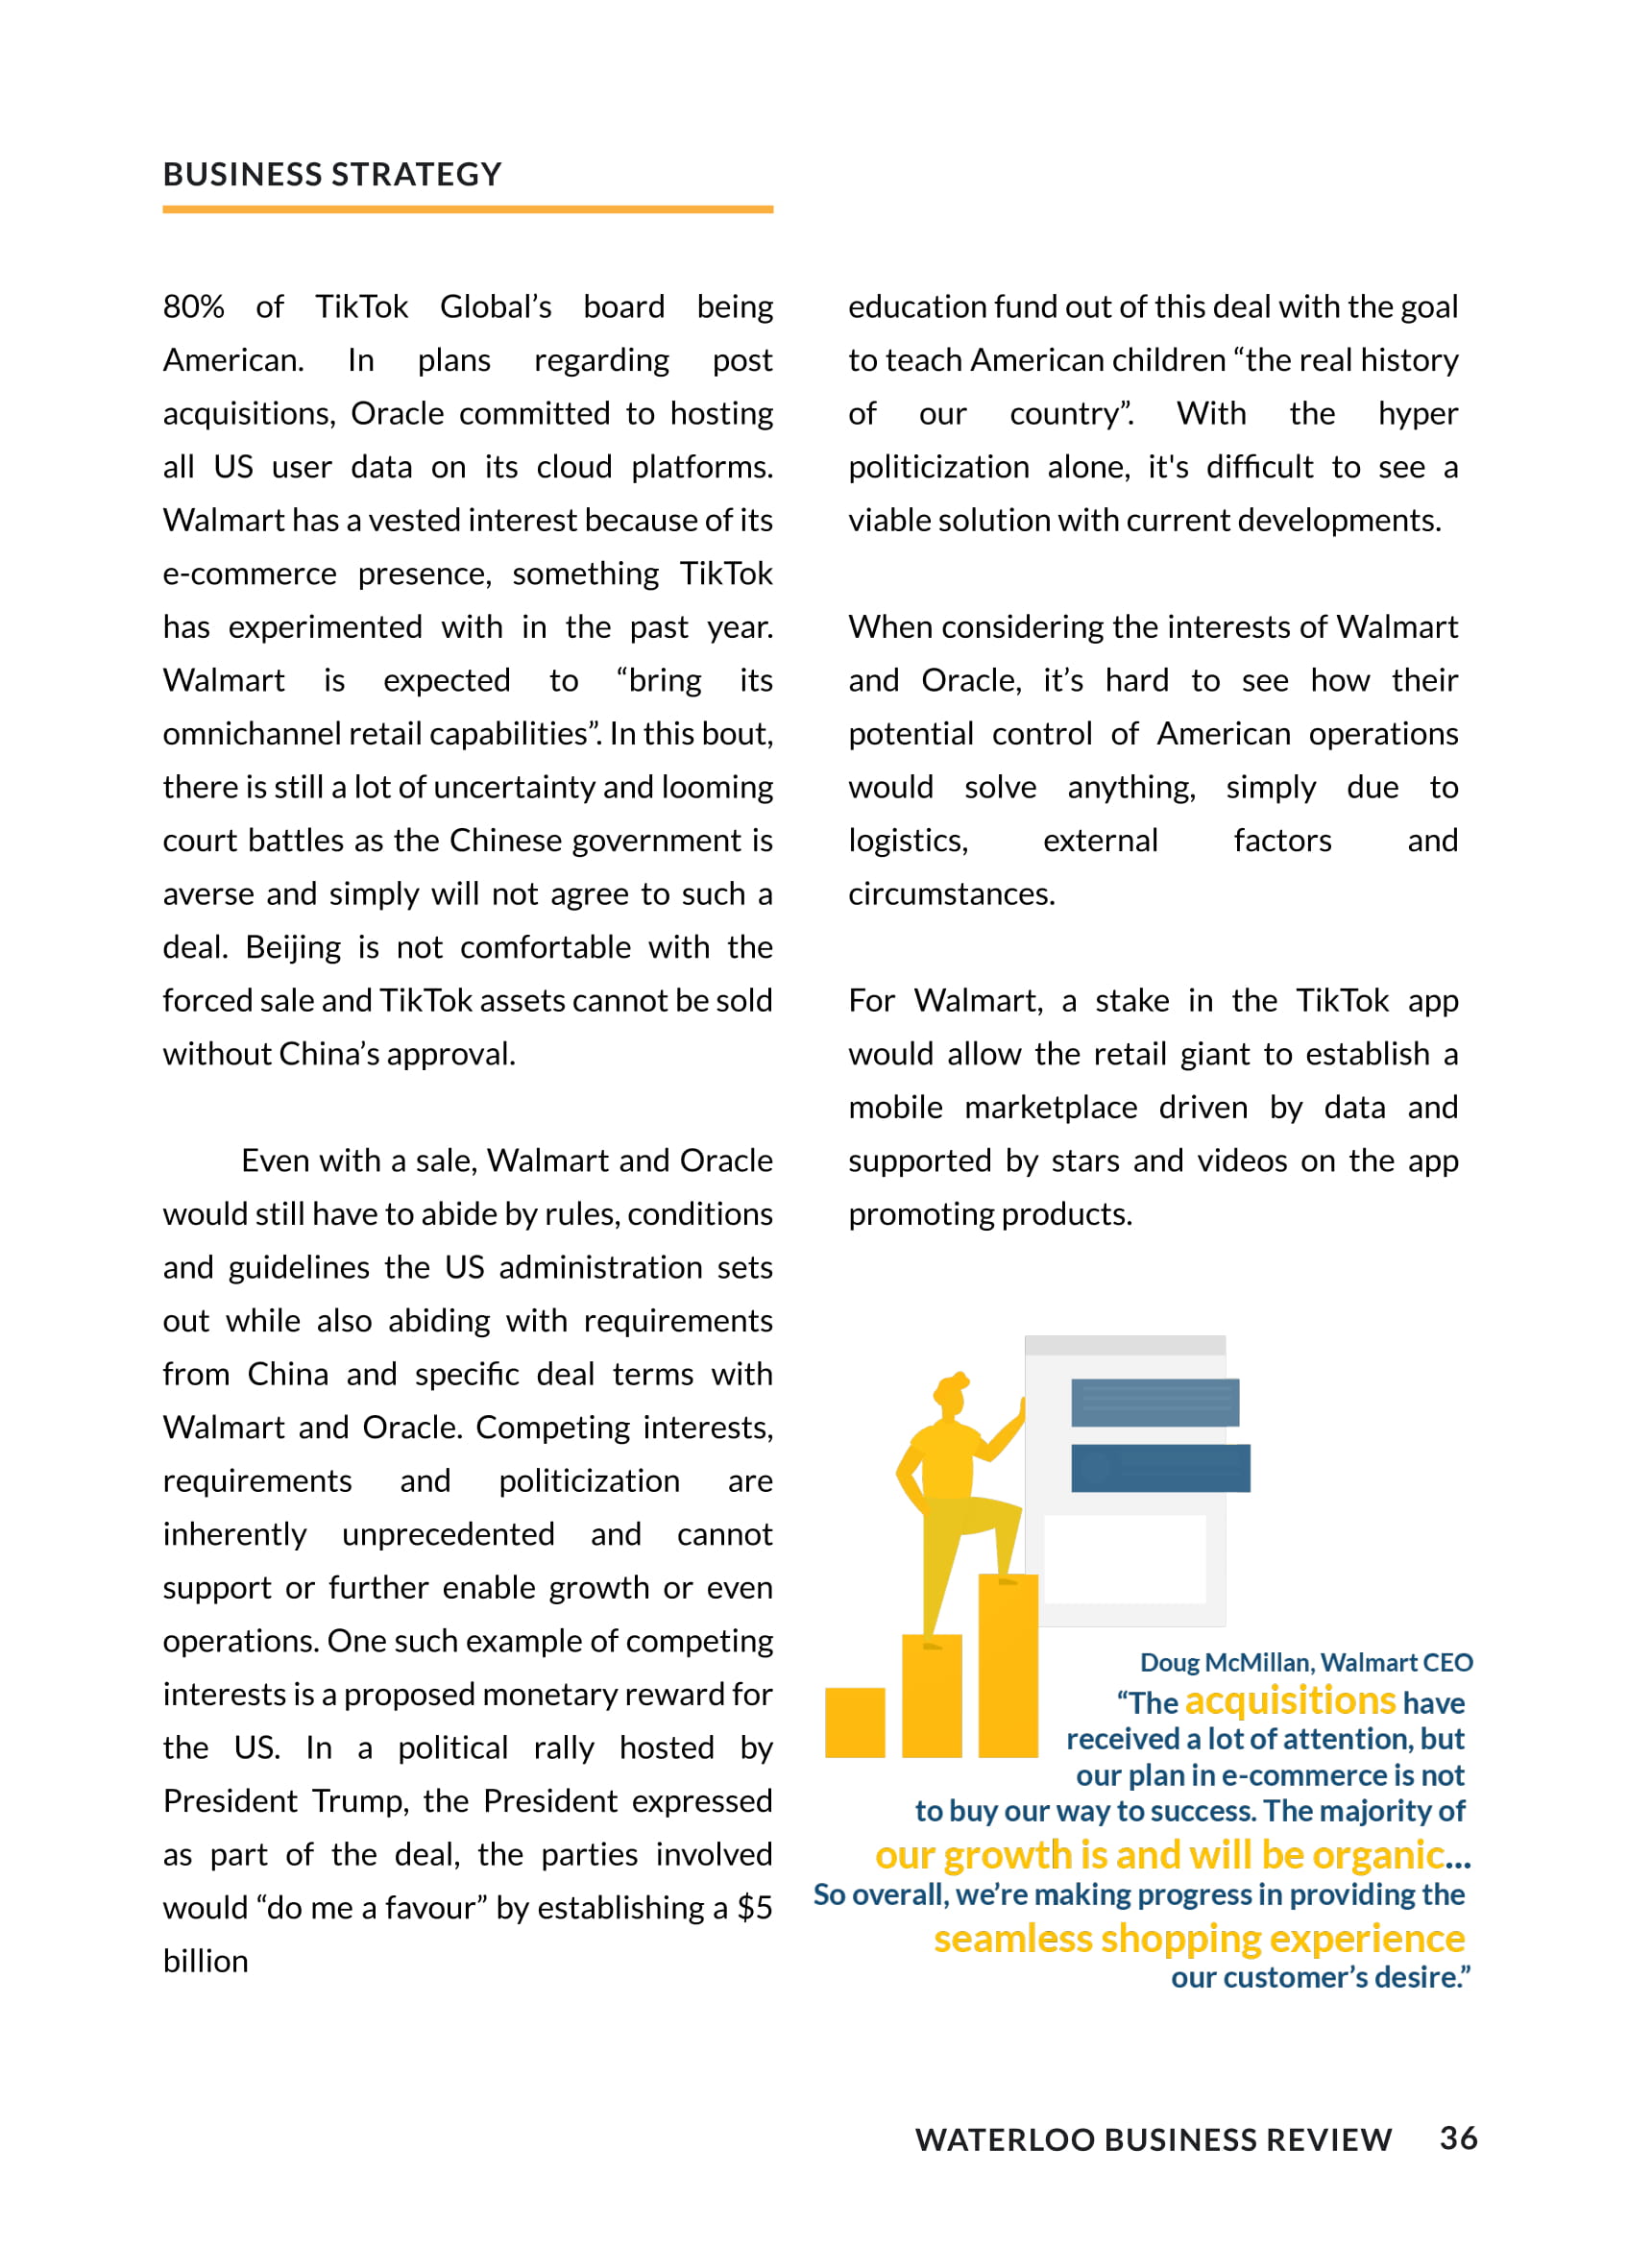 BUSINESS STRATEGY
80% of TikTok Global’s board being
American. In plans regarding post
acquisitions, Oracle committed to hosting
all US user data on its cloud platforms.
Walmart has a vested interest because of its
e-commerce presence, something TikTok
has experimented with in the past year.
Walmart is expected to “bring its
omnichannel retail capabilities”. In this bout,
there is still a lot of uncertainty and looming
court battles as the Chinese government is
averse and simply will not agree to such a
deal. Beijing is not comfortable with the
forced sale and TikTok assets cannot be sold
without China’s approval.
Even with a sale, Walmart and Oracle
would still have to abide by rules, conditions
and guidelines the US administration sets
out while also abiding with requirements
from China and specific deal terms with
Walmart and Oracle. Competing interests,
requirements and politicization are
inherently unprecedented and cannot
support or further enable growth or even
operations. One such example of competing
interests is a proposed monetary reward for
the US. In a political rally hosted by
President Trump, the President expressed
as part of the deal, the parties involved
would “do me a favour” by establishing a $5
billion
education fund out of this deal with the goal
to teach American children “the real history
of our country”. With the hyper
politicization alone, it's difficult to see a
viable solution with current developments.
When considering the interests of Walmart
and Oracle, it’s hard to see how their
potential control of American operations
would solve anything, simply due to
logistics, external factors and
circumstances.
For Walmart, a stake in the TikTok app
would allow the retail giant to establish a
mobile marketplace driven by data and
supported by stars and videos on the app
promoting products.
Doug McMillan, Walmart CEO
“The acquisitions have
received a lot of attention, but
our plan in e-commerce is not
to buy our way to success. The majority of
our growth is and will be organic...
So overall, we’re making progress in providing the
seamless shopping experience
our customer’s desire.”
WATERLOO BUSINESS REVIEW 36